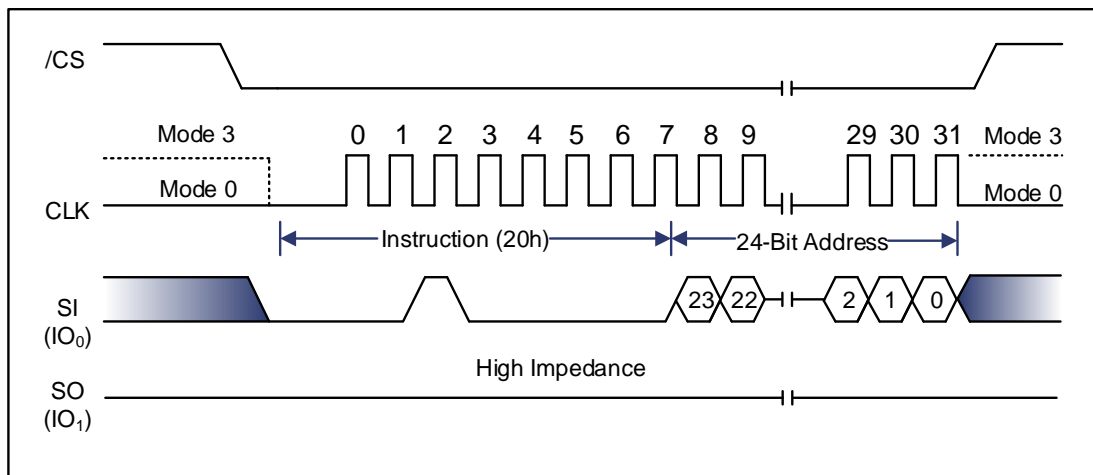 /CS
Mode 3
0 1 2 3 4 5 6 7 8 9 29 30 31
Mode 3
Mode 0
Mode 0
CLK
Instruction (20h)
24-Bit Address
SI
(IO₀)
23 22 2 1 0
High Impedance
SO
(IO₁)